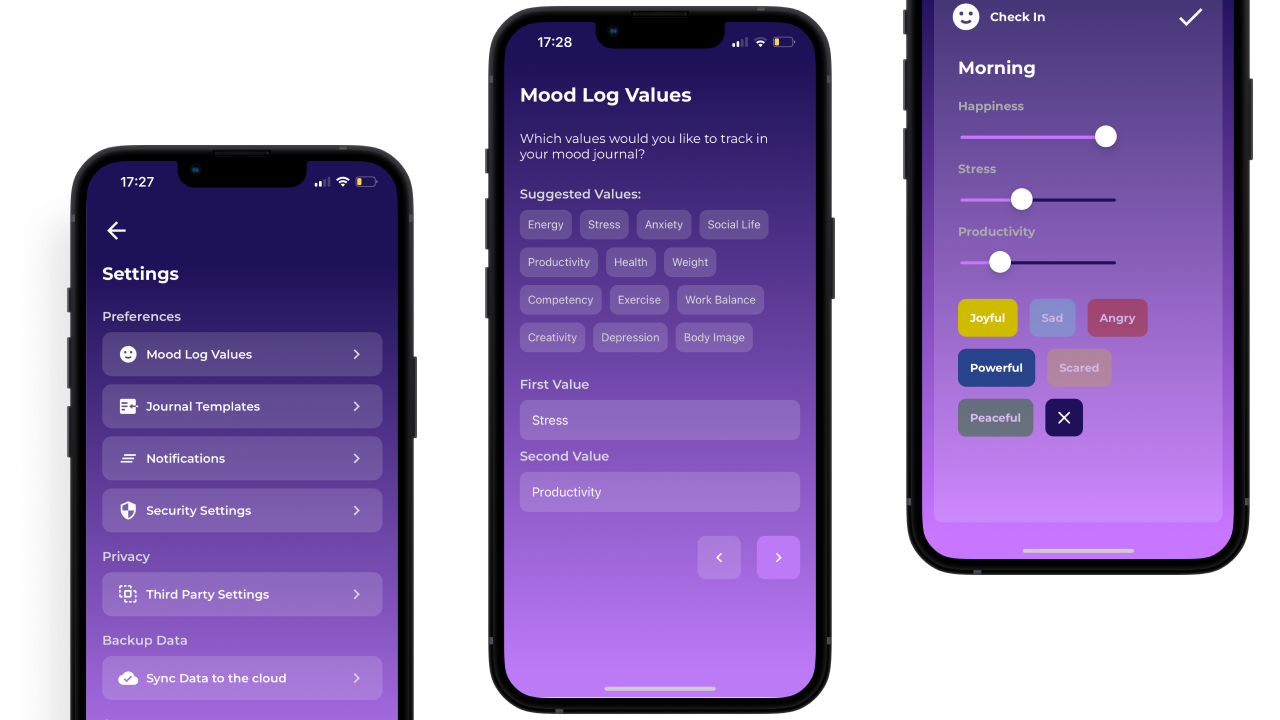 17:27
Settings
Preferences
Mood Log Values
Journal Templates
Notifications
Security Settings
Privacy
Third Party Settings
Backup Data
Sync Data to the cloud
17:28
Mood Log Values
Which values would you like to track in
your mood journal?
Suggested Values:
Energy Stress Anxiety Social Life
Productivity Health Weight
Competency Exercise Work Balance
Creativity Depression Body Image
First Value
Stress
Second Value
Productivity
Check In
Morning
Happiness
Stress
Productivity
Joyful Sad Angry
Powerful Scared
Peaceful